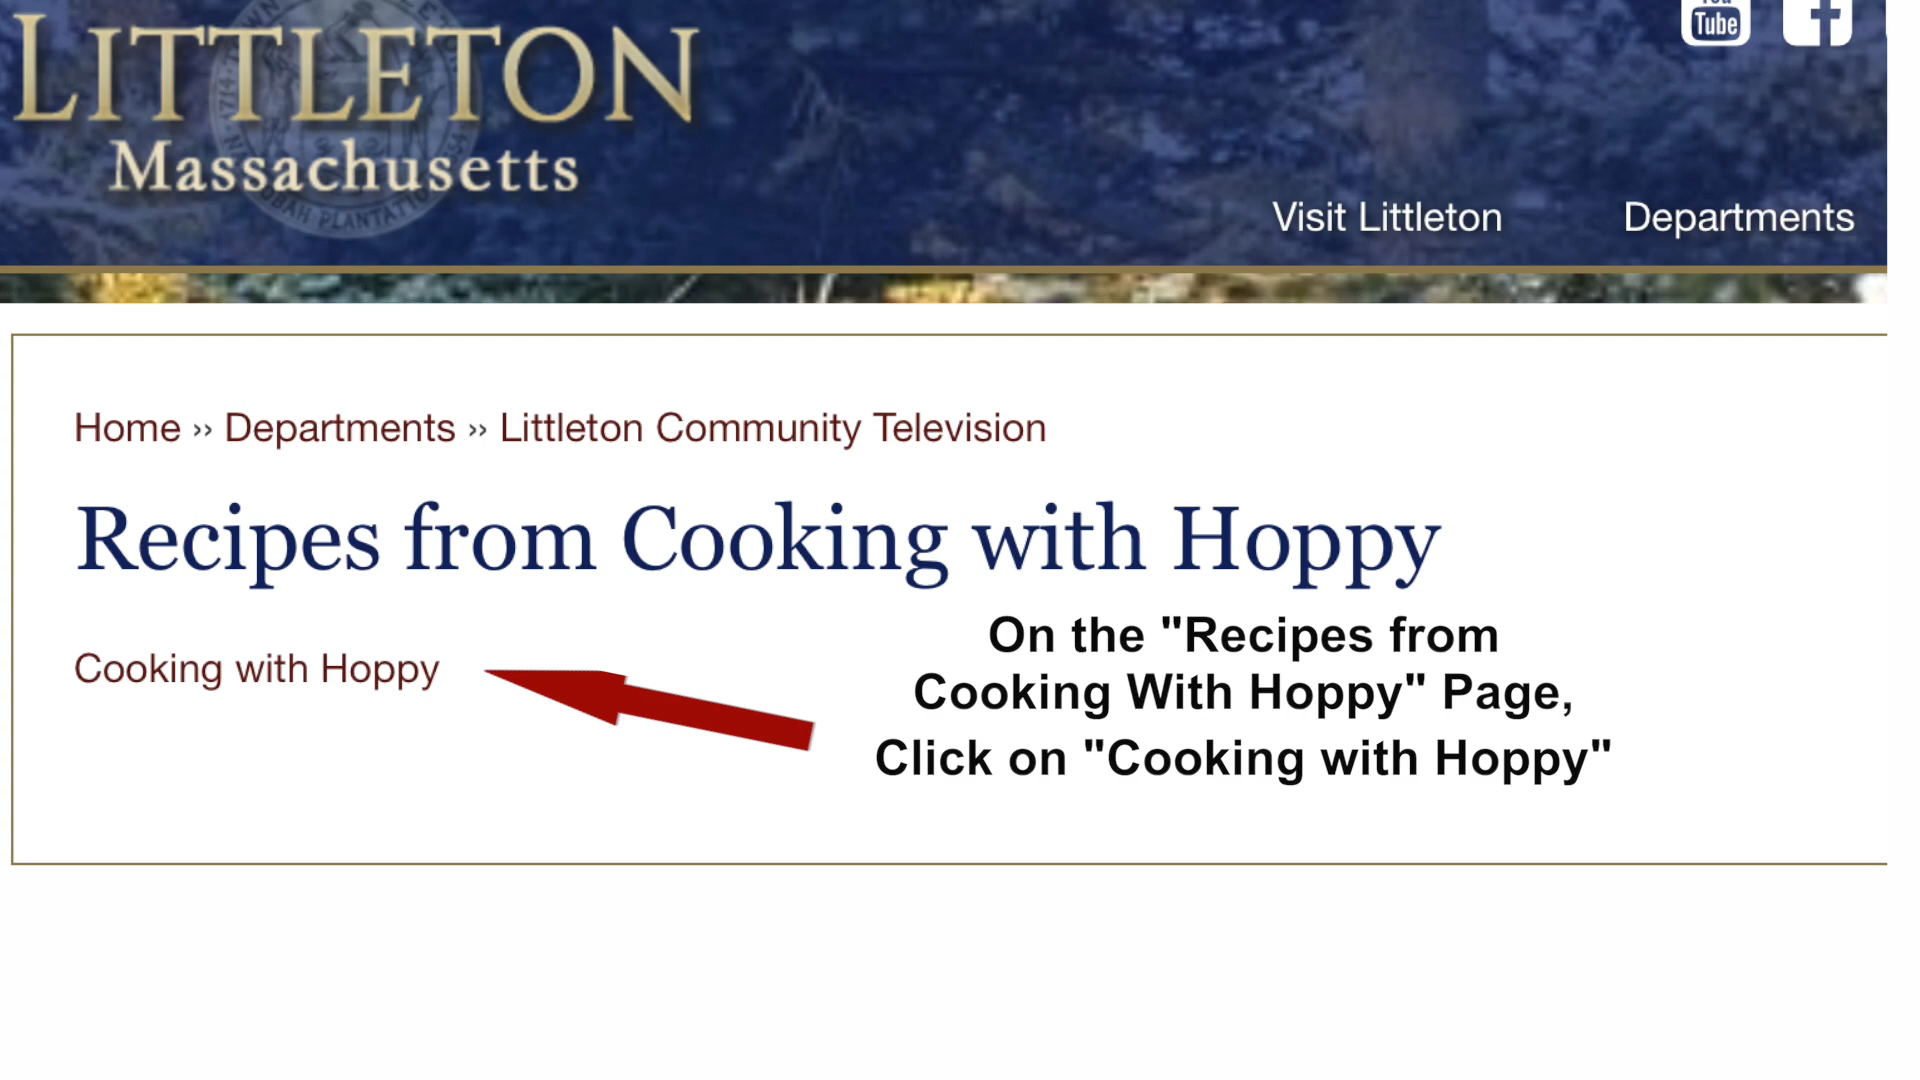 LITTLETON
Massachusetts
You
Tube
Visit Littleton
Departments
Home ›› Departments ›› Littleton Community Television
Recipes from Cooking with Hoppy
Cooking with Hoppy
On the "Recipes from
Cooking With Hoppy" Page,
Click on "Cooking with Hoppy"